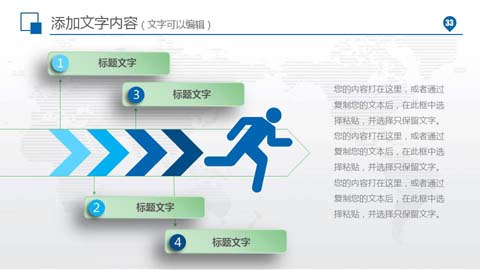 添加文字内容（文字可以编辑）
33
1 标题文字
3 标题文字
2 标题文字
4 标题文字
您的内容打在这里，或者通过
复制您的文本后，在此框中选
择粘贴，并选择只保留文字。
您的内容打在这里，或者通过
复制您的文本后，在此框中选
择粘贴，并选择只保留文字。
您的内容打在这里，或者通过
复制您的文本后，在此框中选
择粘贴，并选择只保留文字。